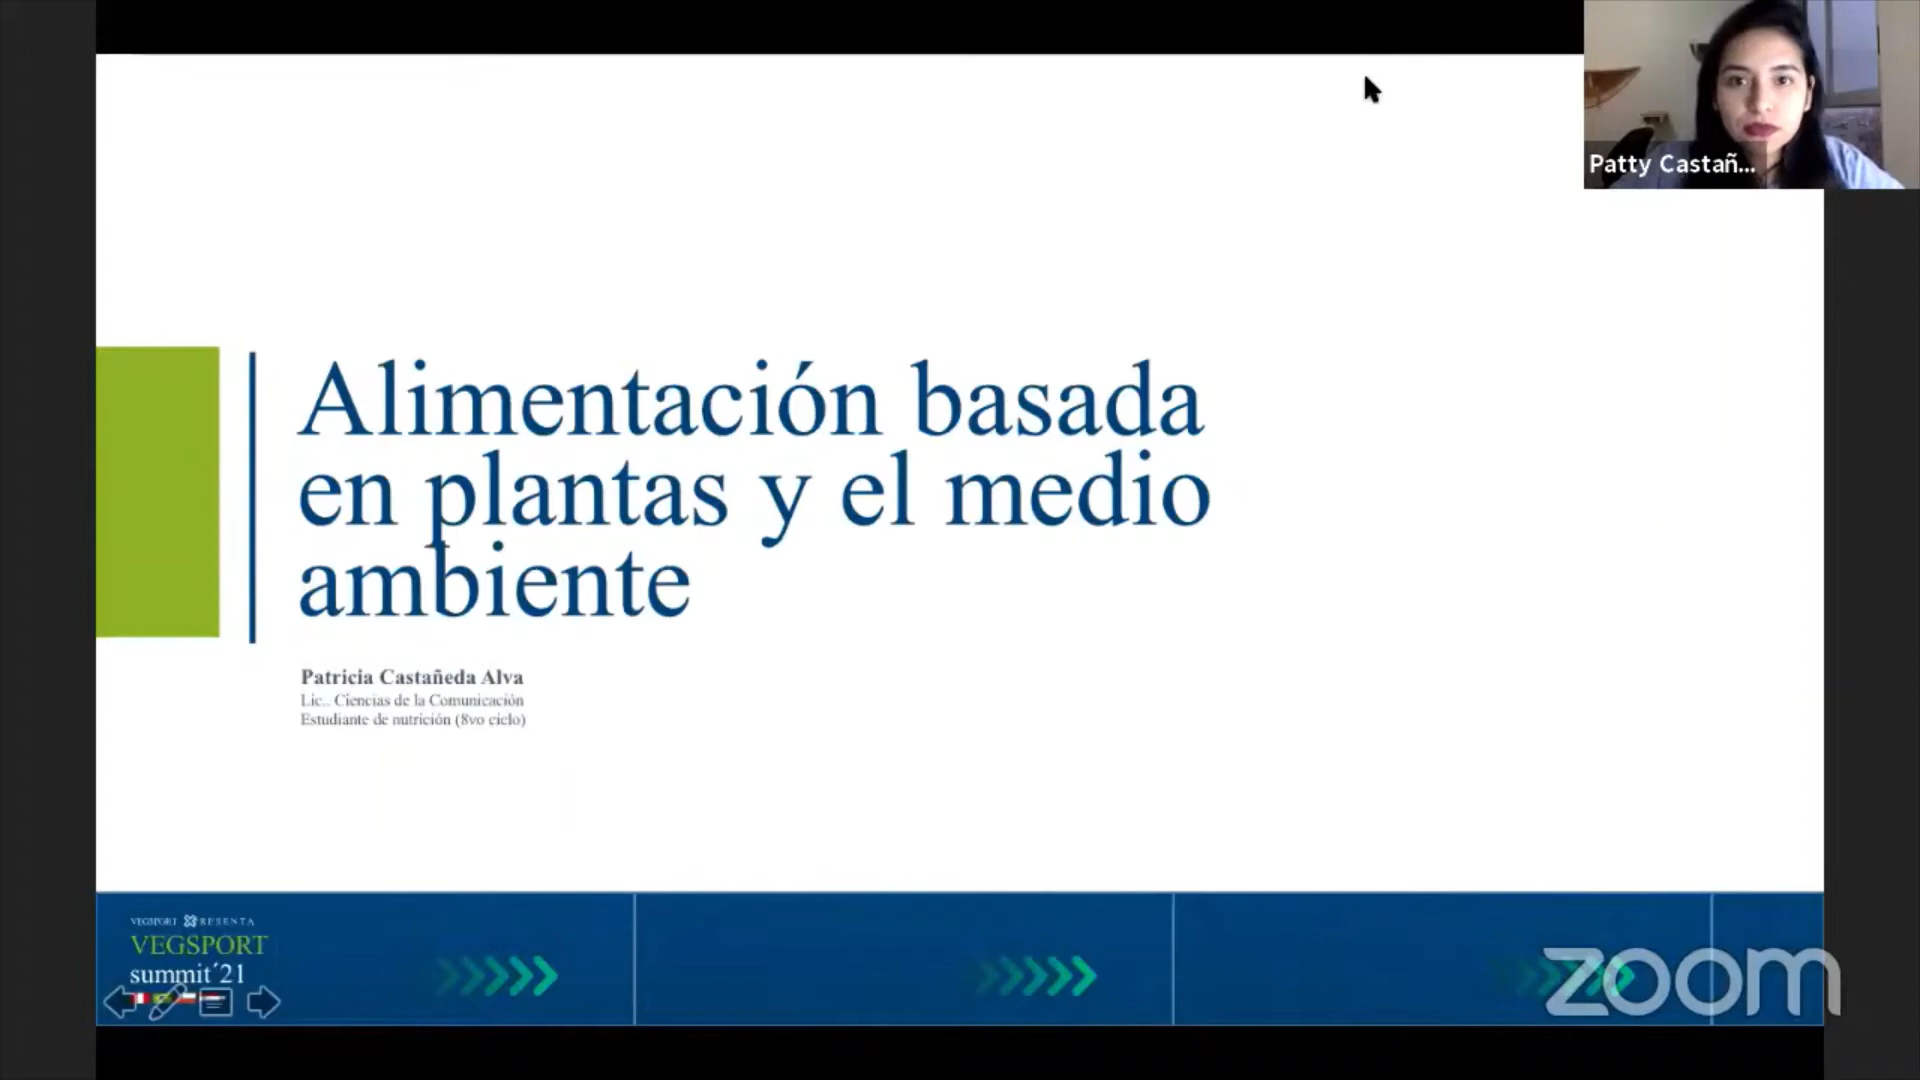 Patty Castañ...
Alimentación basada
en plantas y el medio
ambiente
Patricia Castañeda Alva
Lic.. Ciencias de la Comunicación
Estudiante de nutrición (8vo ciclo)
VEGSPORT
VEGSPORT
summit´21
zoom